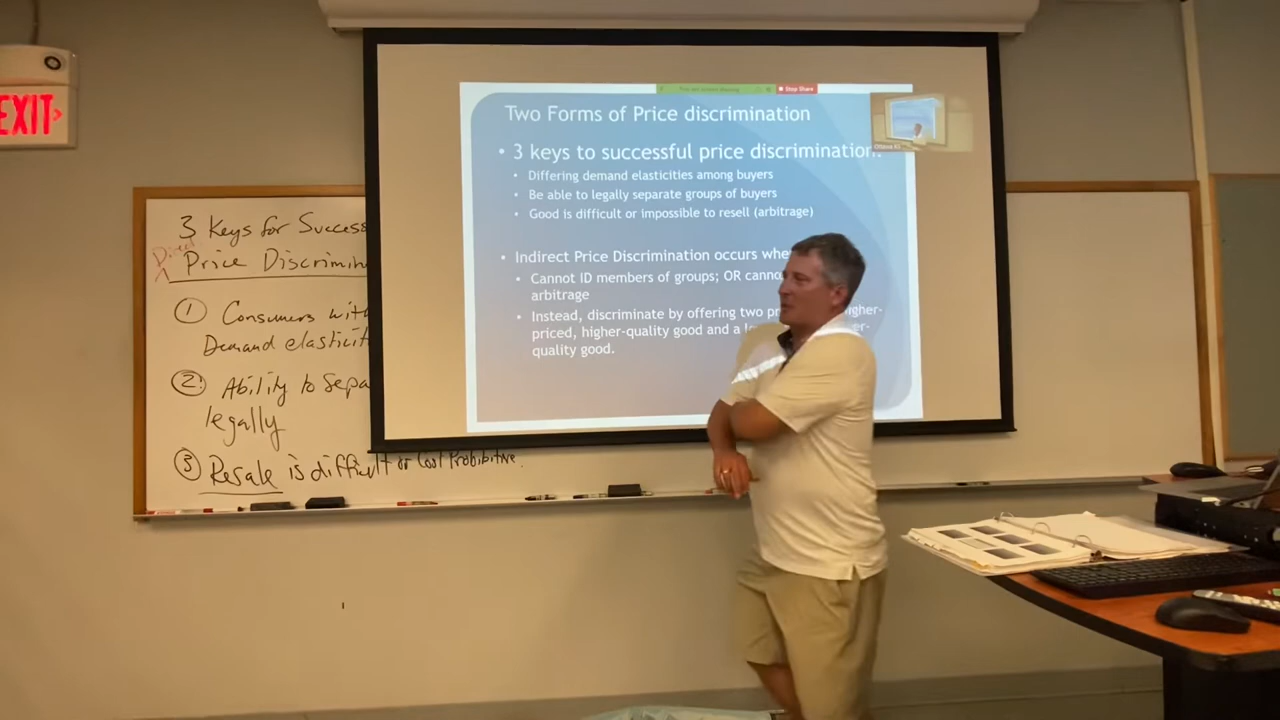 EXIT
Stop Share
Two Forms of Price discrimination
• 3 keys to successful price discrimination:
• Differing demand elasticities among buyers
• Be able to legally separate groups of buyers
• Good is difficult or impossible to resell (arbitrage)
• Indirect Price Discrimination occurs whe
• Cannot ID members of groups; OR canno
arbitrage
• Instead, discriminate by offering two pr gher-
priced, higher-quality good and a lo er-
quality good.
3 Keys for Success
Direct
Price Discrimin
① Consumers with
Demand elasticit
② Ability to Sepa
legally
③ Resale is difficult or Cost Prohibitive.